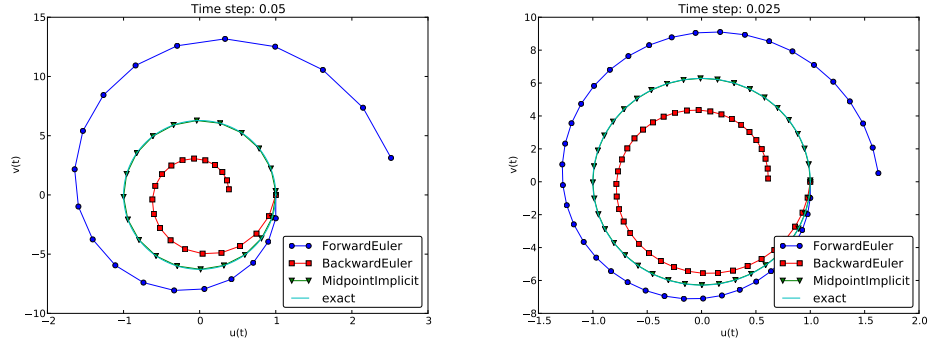 Time step: 0.05
15
10
5
0
−5
−10
v(t)
−2
−1
0
1
2
3
u(t)
ForwardEuler
BackwardEuler
MidpointImplicit
exact
Time step: 0.025
10
8
6
4
2
0
−2
−4
−6
−8
v(t)
−1.5
−1.0
−0.5
0.0
0.5
1.0
1.5
2.0
u(t)
ForwardEuler
BackwardEuler
MidpointImplicit
exact